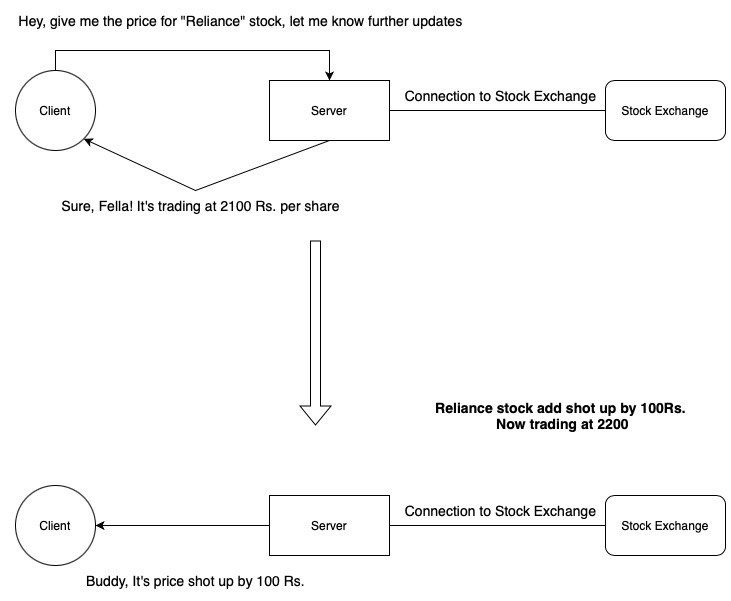 Hey, give me the price for "Reliance" stock, let me know further updates
Client
Server
Connection to Stock Exchange
Stock Exchange
Sure, Fella! It's trading at 2100 Rs. per share
Reliance stock add shot up by 100Rs.
Now trading at 2200
Client
Server
Connection to Stock Exchange
Stock Exchange
Buddy, It's price shot up by 100 Rs.